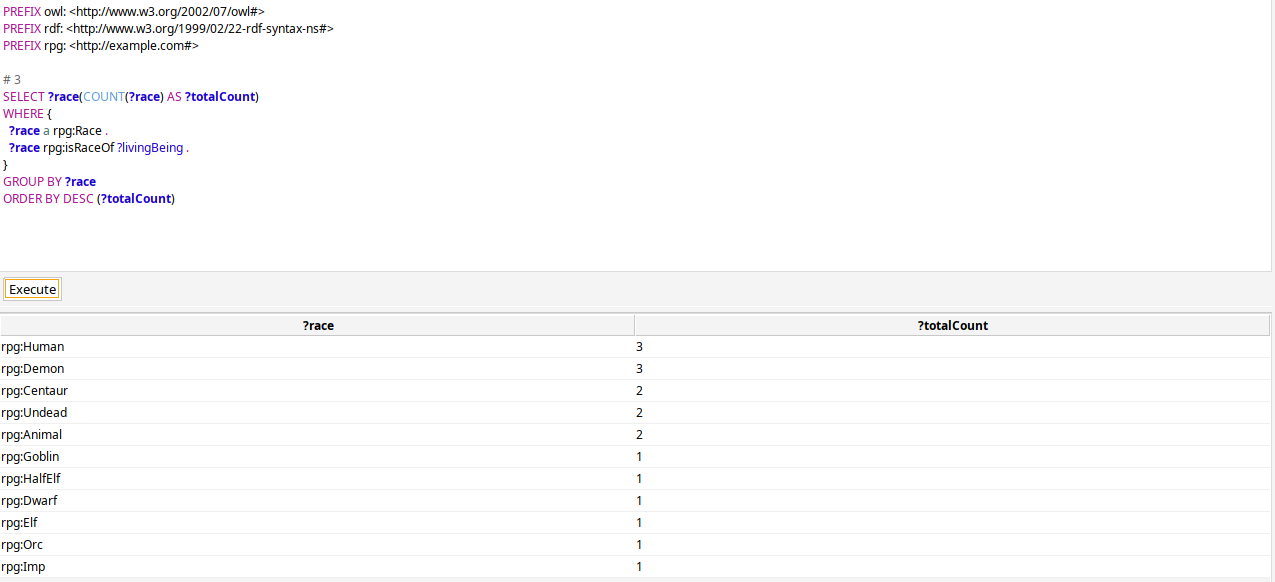 PREFIX owl: <http://www.w3.org/2002/07/owl#>
PREFIX rdf: <http://www.w3.org/1999/02/22-rdf-syntax-ns#>
PREFIX rpg: <http://example.com#>
# 3
SELECT ?race(COUNT(?race) AS ?totalCount)
WHERE {
?race a rpg:Race .
?race rpg:isRaceOf ?livingBeing .
}
GROUP BY ?race
ORDER BY DESC (?totalCount)
Execute
?race ?totalCount
rpg:Human 3
rpg:Demon 3
rpg:Centaur 2
rpg:Undead 2
rpg:Animal 2
rpg:Goblin 1
rpg:HalfElf 1
rpg:Dwarf 1
rpg:Elf 1
rpg:Orc 1
rpg:Imp 1